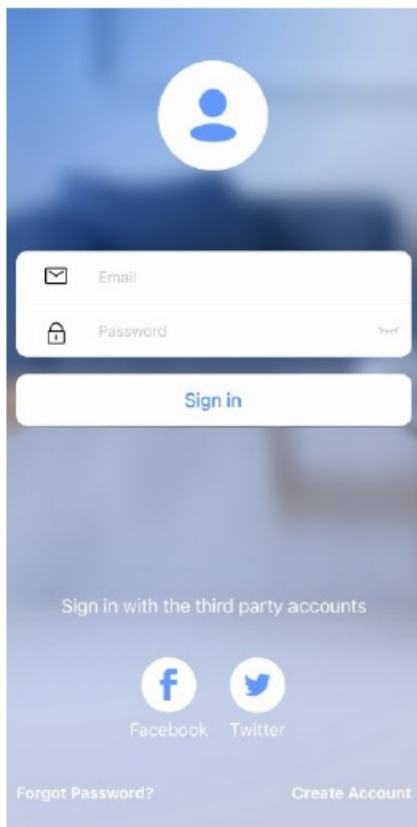 Email
Password
Sign in
Sign in with the third party accounts
Facebook Twitter
Forgot Password? Create Account